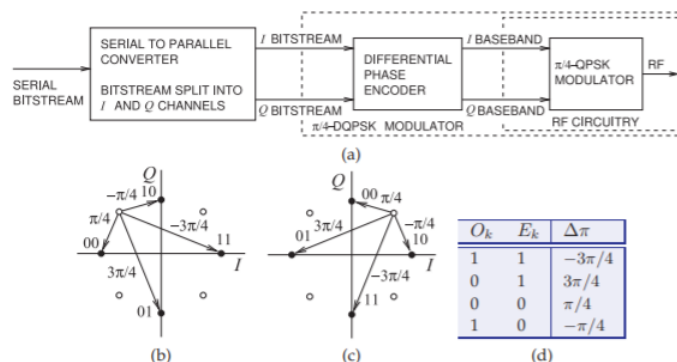 SERIAL TO PARALLEL
CONVERTER
BITSTREAM SPLIT INTO
I AND Q CHANNELS
SERIAL
BITSTREAM
I BITSTREAM
Q BITSTREAM
DIFFERENTIAL
PHASE
ENCODER
π/4–DQPSK MODULATOR
I BASEBAND
Q BASEBAND
π/4–QPSK
MODULATOR
RF
RF CIRCUITRY
(a)
Q
−π/4 10
π/4
−3π/4
00
11
I
3π/4
01
(b)
Q
00 π/4
3π/4
−π/4
01
10
I
−3π/4
11
(c)
O_k E_k Δπ
1 1 −3π/4
0 1 3π/4
0 0 π/4
1 0 −π/4
(d)